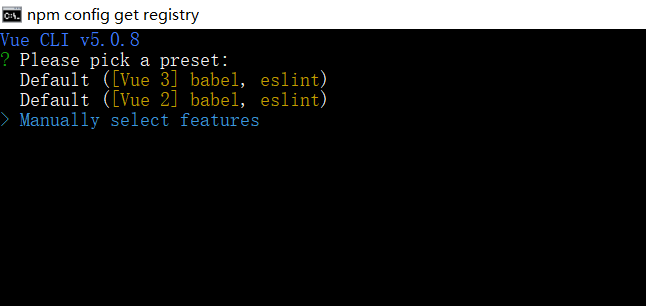 npm config get registry
Vue CLI v5.0.8
? Please pick a preset:
Default ([Vue 3] babel, eslint)
Default ([Vue 2] babel, eslint)
> Manually select features